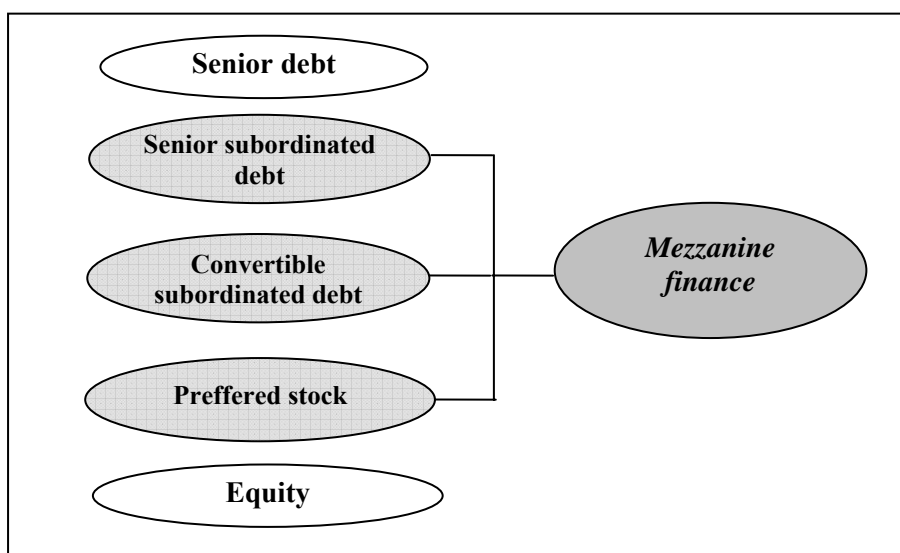 Senior debt
Senior subordinated
debt
Convertible
subordinated debt
Preffered stock
Equity
Mezzanine
finance